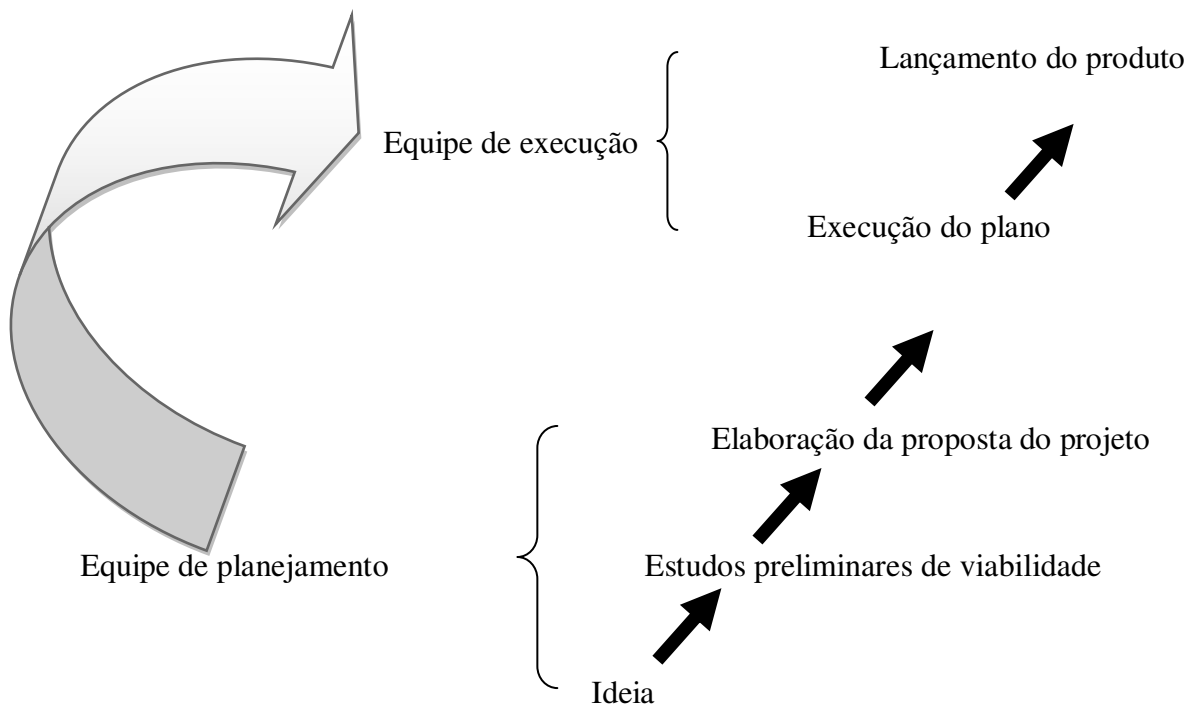 Lançamento do produto
Equipe de execução
Execução do plano
Elaboração da proposta do projeto
Equipe de planejamento
Estudos preliminares de viabilidade
Ideia